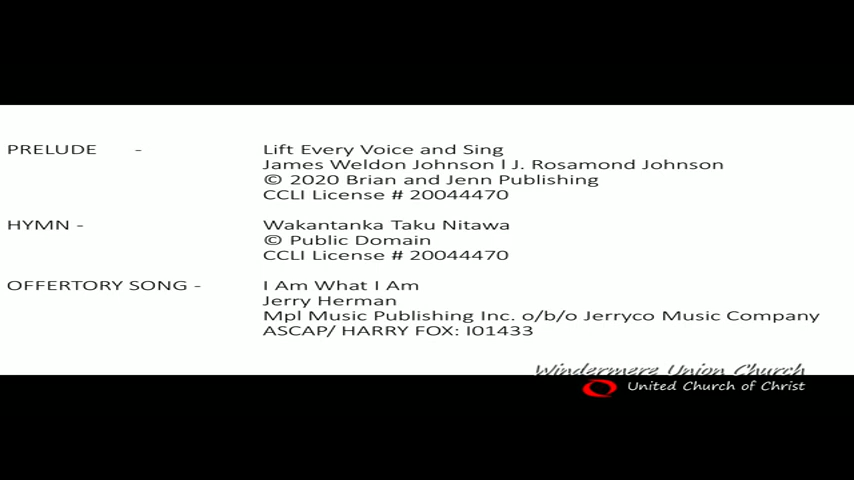 PRELUDE - Lift Every Voice and Sing
James Weldon Johnson l J. Rosamond Johnson
© 2020 Brian and Jenn Publishing
CCLI License # 20044470
HYMN - Wakantanka Taku Nitawa
© Public Domain
CCLI License # 20044470
OFFERTORY SONG - I Am What I Am
Jerry Herman
Mpl Music Publishing Inc. o/b/o Jerryco Music Company
ASCAP/ HARRY FOX: I01433
Windermere Union Church
United Church of Christ